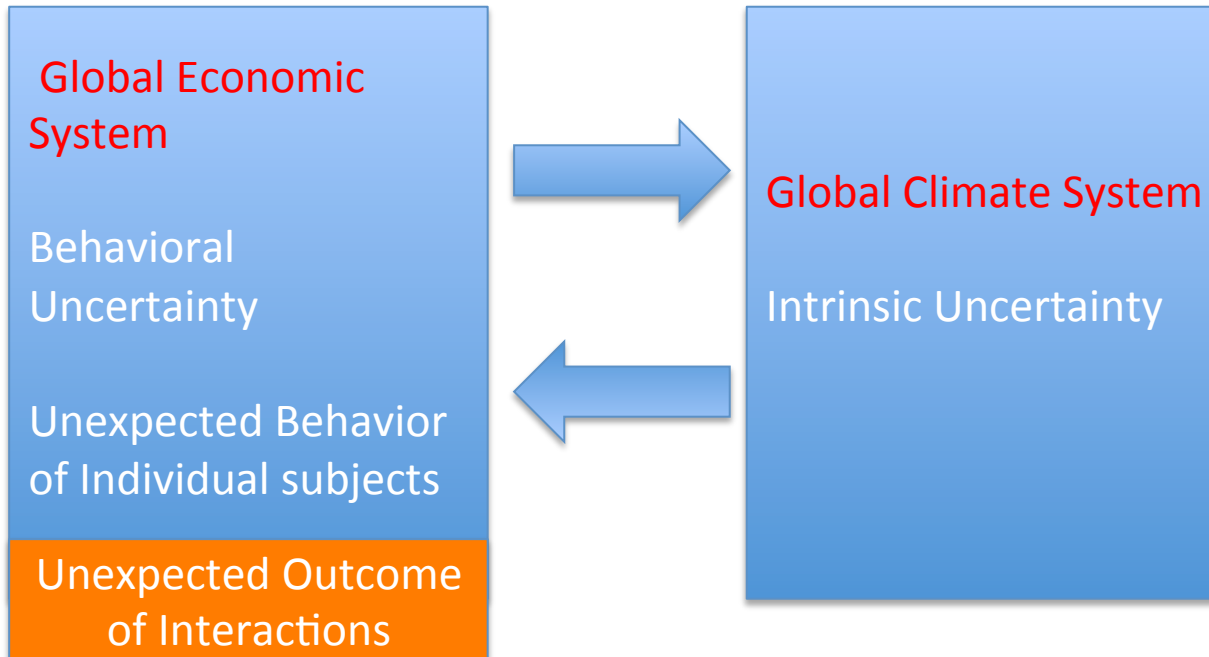 Global Economic
System
Behavioral
Uncertainty
Unexpected Behavior
of Individual subjects
Unexpected Outcome
of Interactions
Global Climate System
Intrinsic Uncertainty